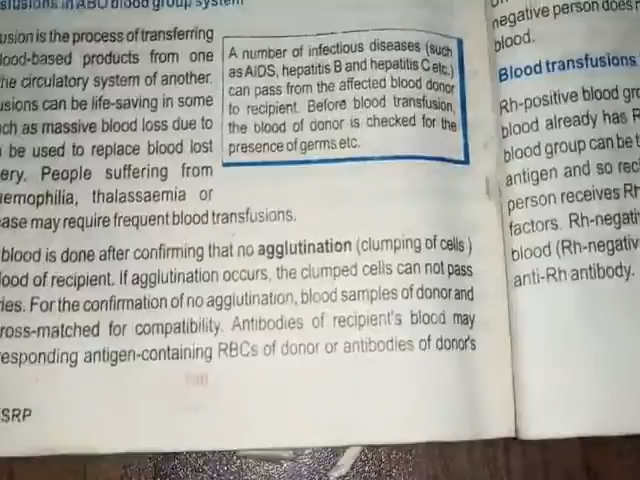 in ABO blood group system
usion is the process of transferring
lood-based products from one
he circulatory system of another.
usions can be life-saving in some
ch as massive blood loss due to
be used to replace blood lost
ery. People suffering from
emophilia, thalassaemia or
ase may require frequent blood transfusions.
A number of infectious diseases (such
as AIDS, hepatitis B and hepatitis C etc.)
can pass from the affected blood donor
to recipient. Before blood transfusion,
the blood of donor is checked for the
presence of germs etc.
blood is done after confirming that no agglutination (clumping of cells )
lood of recipient. If agglutination occurs, the clumped cells can not pass
ries. For the confirmation of no agglutination, blood samples of donor and
ross-matched for compatibility. Antibodies of recipient's blood may
responding antigen-containing RBCs of donor or antibodies of donor's
SRP
negative person does
blood.
Blood transfusions
Rh-positive blood gro
blood already has R
blood group can be t
antigen and so rec
person receives Rh
factors. Rh-negati
blood (Rh-negativ
anti-Rh antibody.